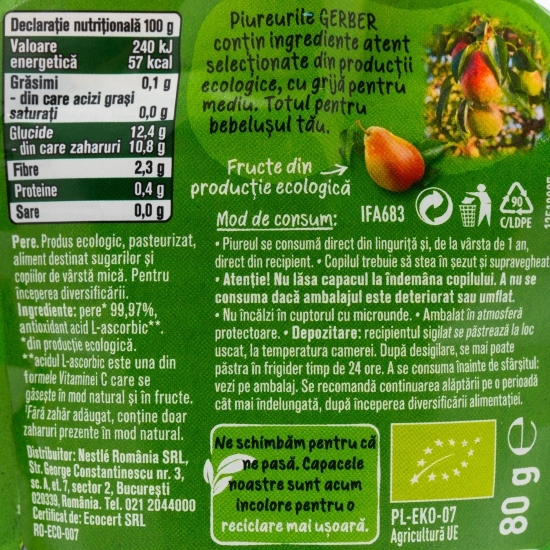 Declarație nutrițională 100 g
Valoare energetică 240 kJ
57 kcal
Grăsimi 0,1 g
- din care acizi grași
saturați 0,0 g
Glucide 12,4 g
- din care zaharuri 10,8 g
Fibre 2,3 g
Proteine 0,4 g
Sare 0,0 g
Piureurile GERBER
conțin ingrediente atent
selecționate din producții
ecologice, cu grijă pentru
mediu. Totul pentru
bebelușul tău.
Fructe din
producție ecologică
IFA683
90
C/LDPE
Pere. Produs ecologic, pasteurizat,
aliment destinat sugarilor și
copiilor de vârstă mică. Pentru
începerea diversificării.
Ingrediente: pere* 99,97%,
antioxidant acid L-ascorbic**.
*din producție ecologică.
**acidul L-ascorbic este una din
formele Vitaminei C care se
găsește în mod natural și în fructe.
Fără zahăr adăugat, conține doar
zaharuri prezente în mod natural.
Distribuitor: Nestlé România SRL,
Str. George Constantinescu nr. 3,
sc. A, et. 7, sector 2, București
020339, România. Tel. 021 2044000
Certificat de: Ecocert SRL
RO-ECO-007
Mod de consum:
• Piureul se consumă direct din linguriță și, de la vârsta de 1 an,
direct din recipient. • Copilul trebuie să stea în șezut și supravegheat
• Atenție! Nu lăsa capacul la îndemâna copilului. A nu se
consuma dacă ambalajul este deteriorat sau umflat.
• Nu încălzi în cuptorul cu microunde. • Ambalat în atmosferă
protectoare. • Depozitare: recipientul sigilat se păstrează la loc
uscat, la temperatura camerei. După desigilare, se mai poate
păstra în frigider timp de 24 ore. A se consuma înainte de sfârșitul:
vezi pe ambalaj. Se recomandă continuarea alăptării pe o perioadă
cât mai îndelungată, după începerea diversificării alimentației.
Ne schimbăm pentru că
ne pasă. Capacele
noastre sunt acum
incolore pentru o
reciclare mai ușoară.
PL-EKO-07
Agricultură UE
80 g e